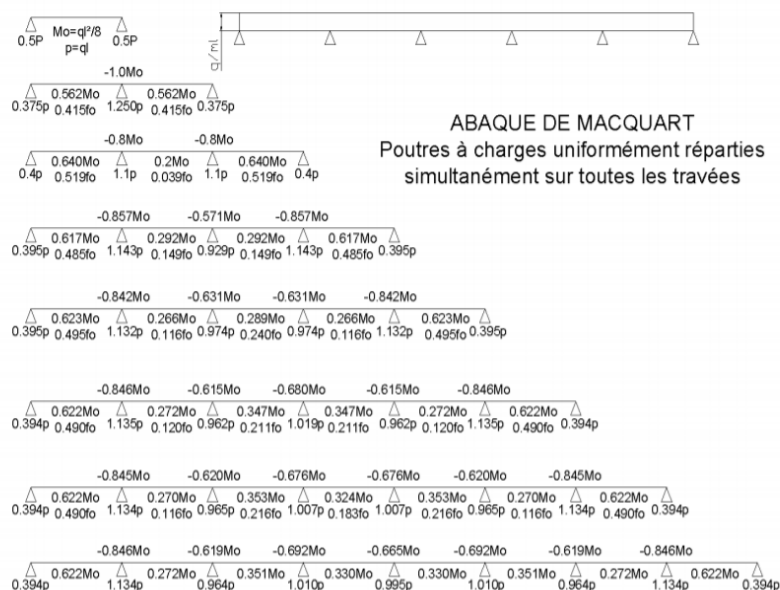 Mo=ql²/8
0.5P 0.5P
p=ql
q/ml
-1.0Mo
0.562Mo 0.562Mo
0.375p 0.415fo 1.250p 0.415fo 0.375p
ABAQUE DE MACQUART
Poutres à charges uniformément réparties
simultanément sur toutes les travées
-0.8Mo -0.8Mo
0.640Mo 0.2Mo 0.640Mo
0.4p 0.519fo 1.1p 0.039fo 1.1p 0.519fo 0.4p
-0.857Mo -0.571Mo -0.857Mo
0.617Mo 0.292Mo 0.292Mo 0.617Mo
0.395p 0.485fo 1.143p 0.149fo 0.929p 0.149fo 1.143p 0.485fo 0.395p
-0.842Mo -0.631Mo -0.631Mo -0.842Mo
0.623Mo 0.266Mo 0.289Mo 0.266Mo 0.623Mo
0.395p 0.495fo 1.132p 0.116fo 0.974p 0.240fo 0.974p 0.116fo 1.132p 0.495fo 0.395p
-0.846Mo -0.615Mo -0.680Mo -0.615Mo -0.846Mo
0.622Mo 0.272Mo 0.347Mo 0.347Mo 0.272Mo 0.622Mo
0.394p 0.490fo 1.135p 0.120fo 0.962p 0.211fo 1.019p 0.211fo 0.962p 0.120fo 1.135p 0.490fo 0.394p
-0.845Mo -0.620Mo -0.676Mo -0.676Mo -0.620Mo -0.845Mo
0.622Mo 0.270Mo 0.353Mo 0.324Mo 0.353Mo 0.270Mo 0.622Mo
0.394p 0.490fo 1.134p 0.116fo 0.965p 0.216fo 1.007p 0.183fo 1.007p 0.216fo 0.965p 0.116fo 1.134p 0.490fo 0.394p
-0.846Mo -0.619Mo -0.692Mo -0.665Mo -0.692Mo -0.619Mo -0.846Mo
0.622Mo 0.272Mo 0.351Mo 0.330Mo 0.330Mo 0.351Mo 0.272Mo 0.622Mo
0.394p 1.134p 0.964p 1.010p 0.995p 1.010p 0.964p 1.134p 0.394p